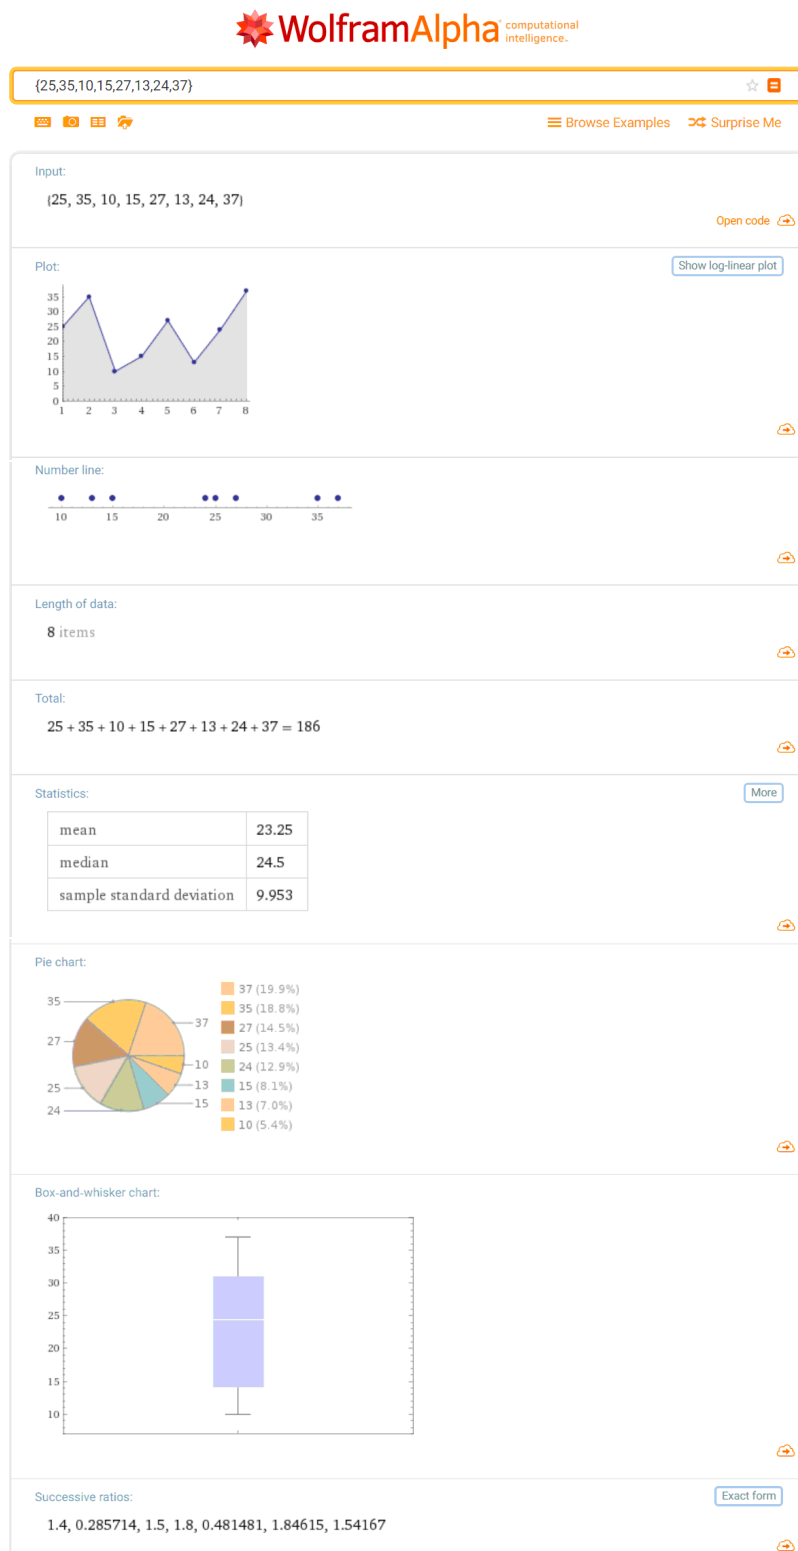 WolframAlpha computational intelligence.
{25,35,10,15,27,13,24,37}
Browse Examples Surprise Me
Input:
{25, 35, 10, 15, 27, 13, 24, 37}
Open code
Plot:
Show log-linear plot
35
30
25
20
15
10
5
0
1 2 3 4 5 6 7 8
Number line:
10 15 20 25 30 35
Length of data:
8 items
Total:
25 + 35 + 10 + 15 + 27 + 13 + 24 + 37 = 186
Statistics:
More
mean 23.25
median 24.5
sample standard deviation 9.953
Pie chart:
35
27
25
24
37
10
13
15
37 (19.9%)
35 (18.8%)
27 (14.5%)
25 (13.4%)
24 (12.9%)
15 (8.1%)
13 (7.0%)
10 (5.4%)
Box-and-whisker chart:
40
35
30
25
20
15
10
Successive ratios:
Exact form
1.4, 0.285714, 1.5, 1.8, 0.481481, 1.84615, 1.54167